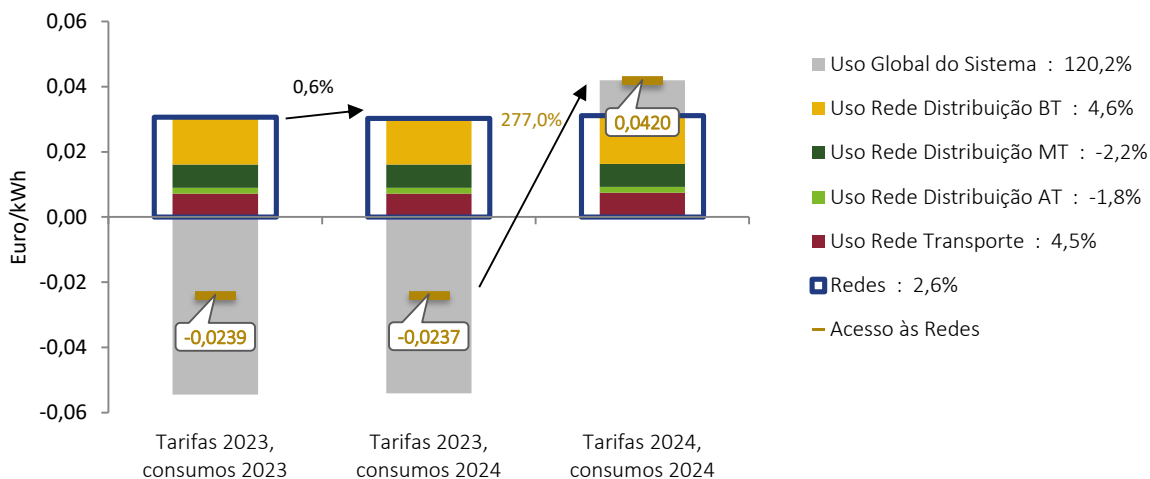 0,06
0,04
0,02
0,00
-0,02
-0,04
-0,06
Euro/kWh
0,6%
277,0%
-0,0239
-0,0237
0,0420
Tarifas 2023,
consumos 2023
Tarifas 2023,
consumos 2024
Tarifas 2024,
consumos 2024
Uso Global do Sistema : 120,2%
Uso Rede Distribuição BT : 4,6%
Uso Rede Distribuição MT : -2,2%
Uso Rede Distribuição AT : -1,8%
Uso Rede Transporte : 4,5%
Redes : 2,6%
Acesso às Redes